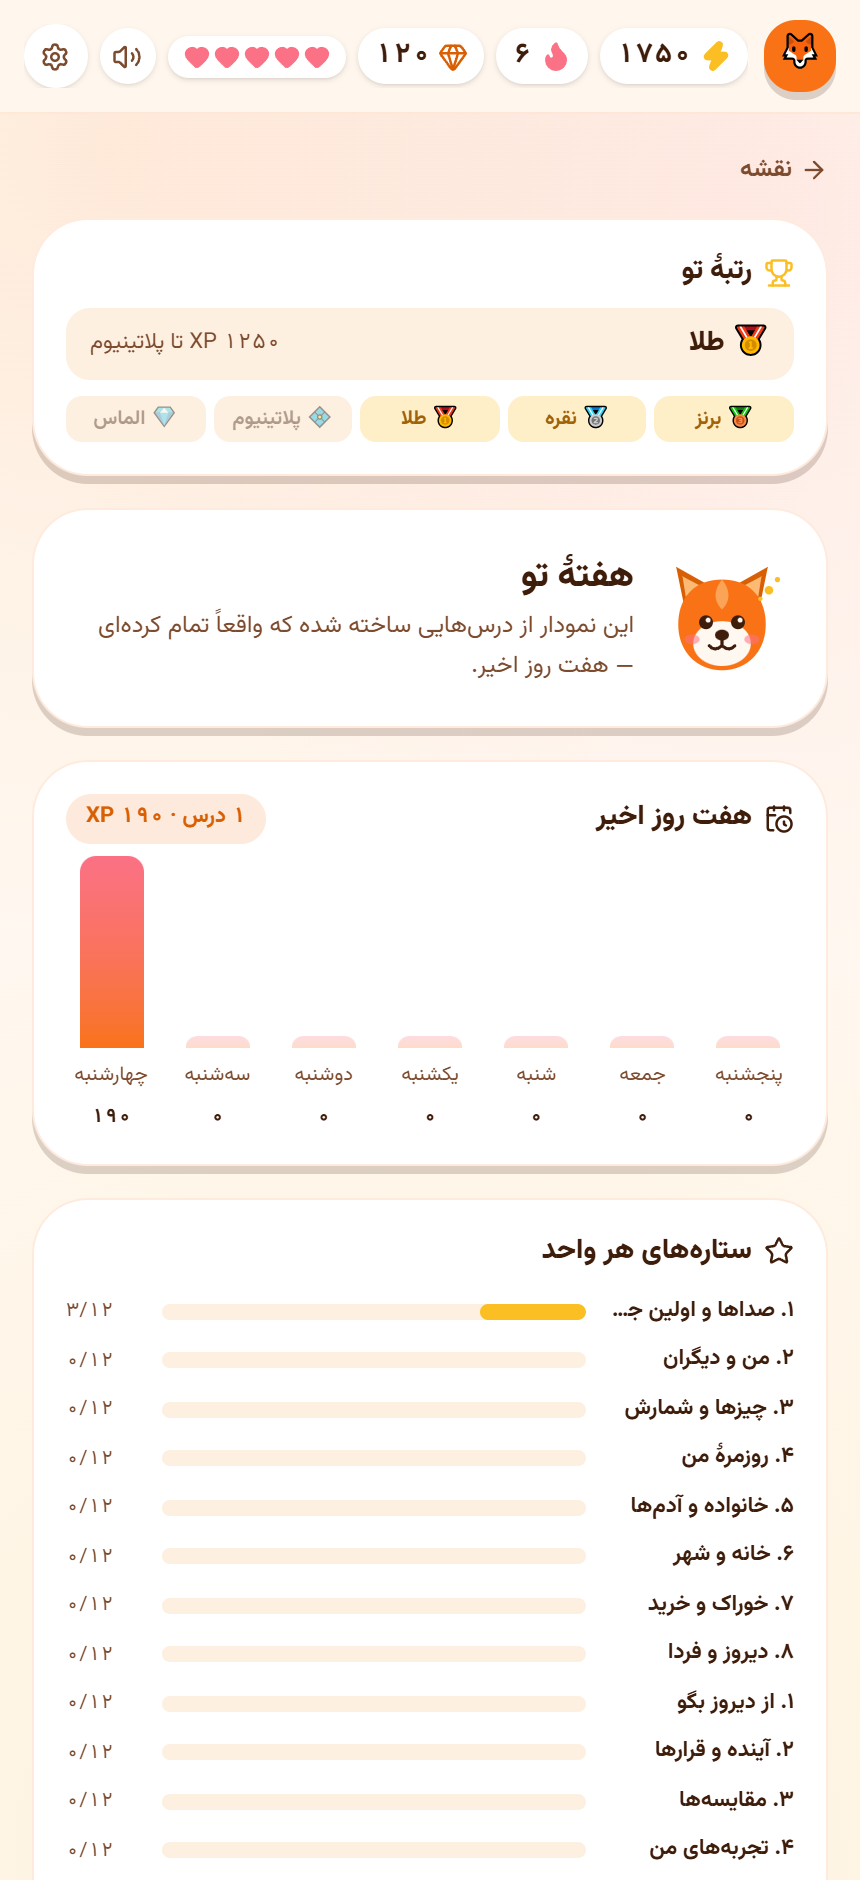 ۱۷۵۰
۶
۱۲۰
نقشه
رتبهٔ تو
طلا
۱۲۵۰ XP تا پلاتینیوم
برنز
نقره
طلا
پلاتینیوم
الماس
هفتهٔ تو
این نمودار از درس‌هایی ساخته شده که واقعاً تمام کرده‌ای
— هفت روز اخیر.
هفت روز اخیر
۱ درس · ۱۹۰ XP
پنجشنبه
جمعه
شنبه
یکشنبه
دوشنبه
سه‌شنبه
چهارشنبه
۰
۰
۰
۰
۰
۰
۱۹۰
ستاره‌های هر واحد
۱. صداها و اولین جـ…
۳/۱۲
۲. من و دیگران
۰/۱۲
۳. چیزها و شمارش
۰/۱۲
۴. روزمرهٔ من
۰/۱۲
۵. خانواده و آدم‌ها
۰/۱۲
۶. خانه و شهر
۰/۱۲
۷. خوراک و خرید
۰/۱۲
۸. دیروز و فردا
۰/۱۲
۱. از دیروز بگو
۰/۱۲
۲. آینده و قرارها
۰/۱۲
۳. مقایسه‌ها
۰/۱۲
۴. تجربه‌های من
۰/۱۲